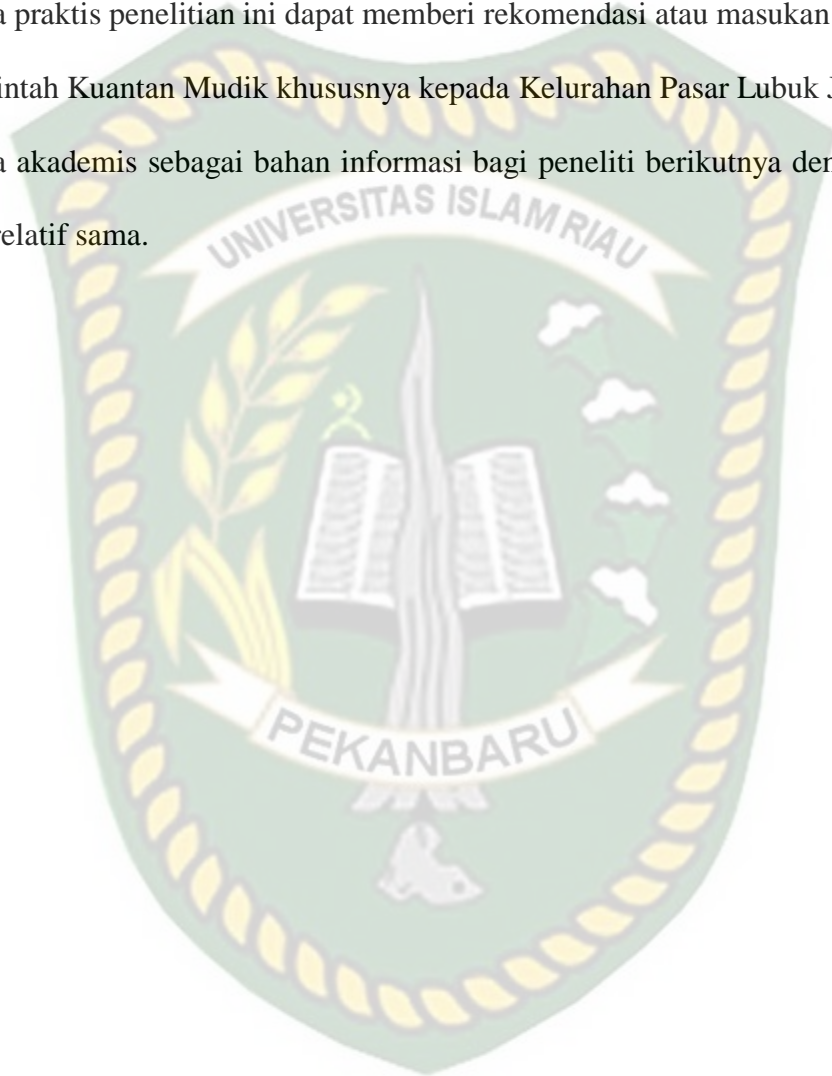 a praktis penelitian ini dapat memberi rekomendasi atau masukan
intah Kuantan Mudik khususnya kepada Kelurahan Pasar Lubuk J
a akademis sebagai bahan informasi bagi peneliti berikutnya den
relatif sama.
UNIVERSITAS ISLAM RIAU
PEKANBARU